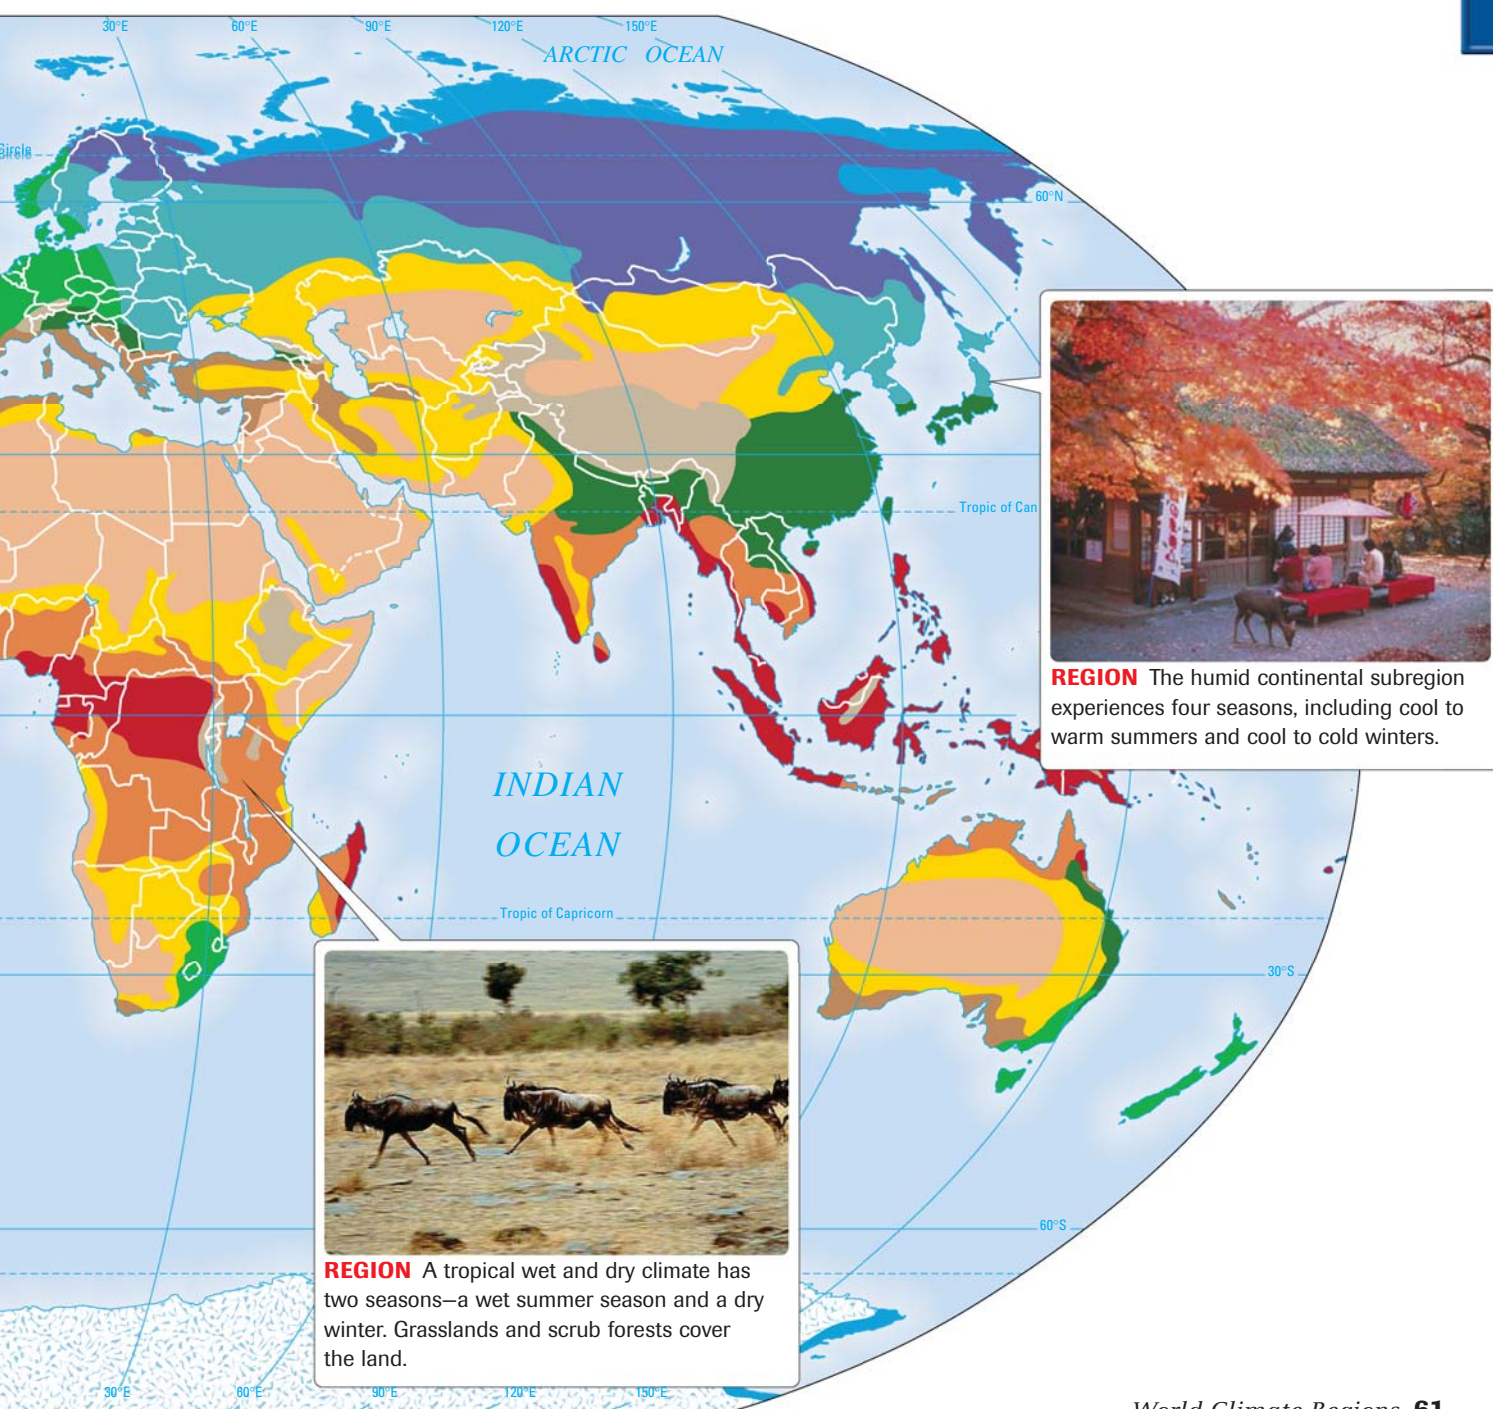 30°E 60°E 90°E 120°E 150°E
ARCTIC OCEAN
Circle
60°N
Tropic of Can
REGION The humid continental subregion
experiences four seasons, including cool to
warm summers and cool to cold winters.
INDIAN
OCEAN
Tropic of Capricorn
30°S
60°S
REGION A tropical wet and dry climate has
two seasons—a wet summer season and a dry
winter. Grasslands and scrub forests cover
the land.
30°E 60°E 90°E 120°E 150°E
World Climate Regions 61